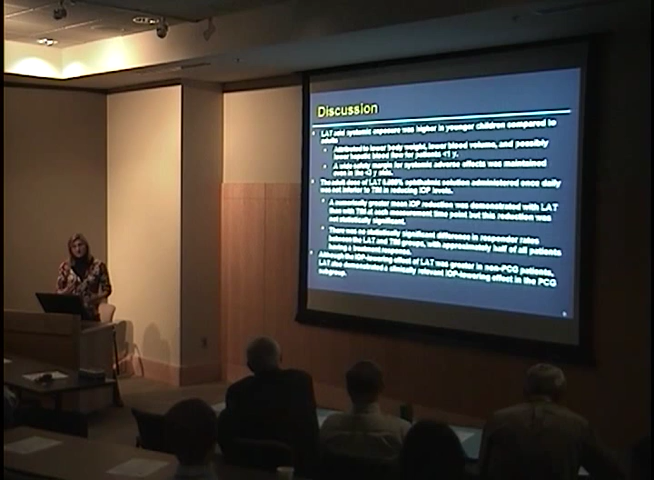 Discussion
LAT acid systemic exposure was higher in younger children compared to
adults
Attributed to lower body weight, lower blood volume, and possibly
lower hepatic blood flow for patients <1 y.
A wide safety margin for systemic adverse effects was maintained
even in the <3 y olds.
The adult dose of LAT 0.005% ophthalmic solution administered once daily
was not inferior to TIM in reducing IOP levels.
A numerically greater mean IOP reduction was demonstrated with LAT
than with TIM at each measurement time point but this reduction was
not statistically significant.
There was no statistically significant difference in responder rates
between the LAT and TIM groups, with approximately half of all patients
treatment response.
Although the IOP-lowering effect of LAT was greater in non-PCG patients,
LAT also demonstrated a clinically relevant IOP-lowering effect in the PCG
subgroup.